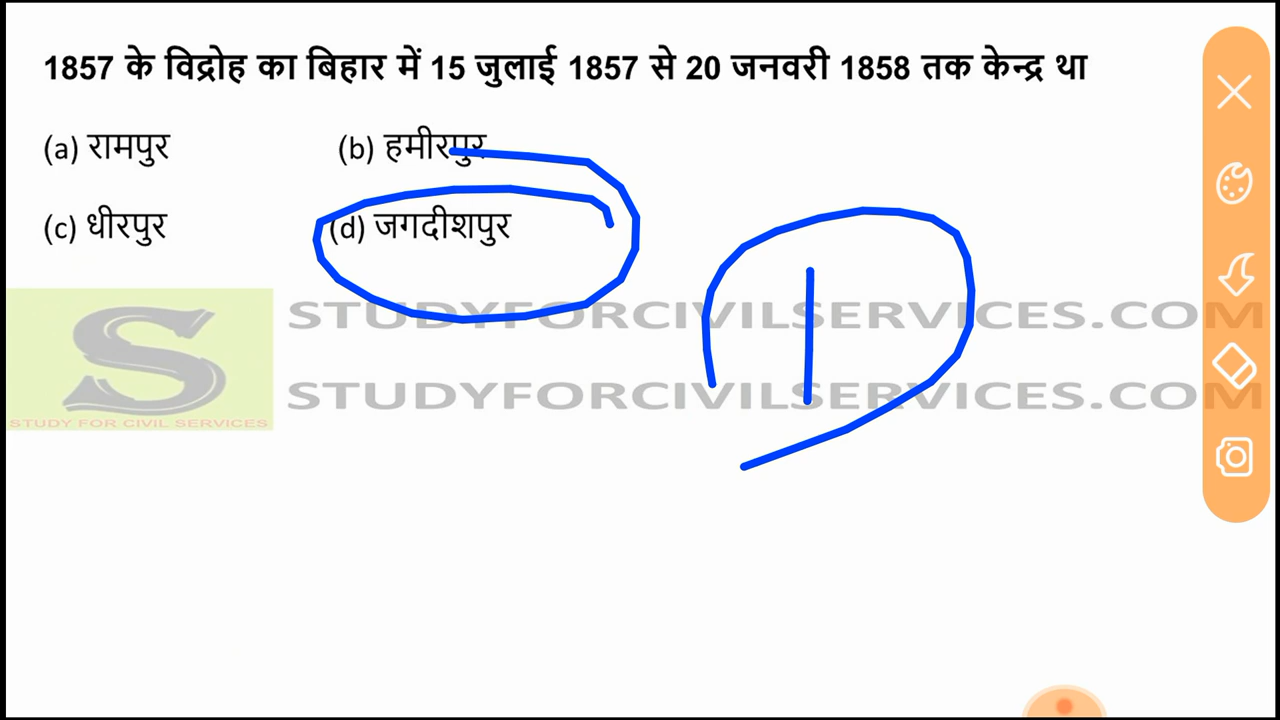 1857 के विद्रोह का बिहार में 15 जुलाई 1857 से 20 जनवरी 1858 तक केन्द्र था
(a) रामपुर (b) हमीरपुर
(c) धीरपुर (d) जगदीशपुर
STUDYFORCIVILSERVICES.COM
S STUDYFORCIVILSERVICES.COM
STUDY FOR CIVIL SERVICES